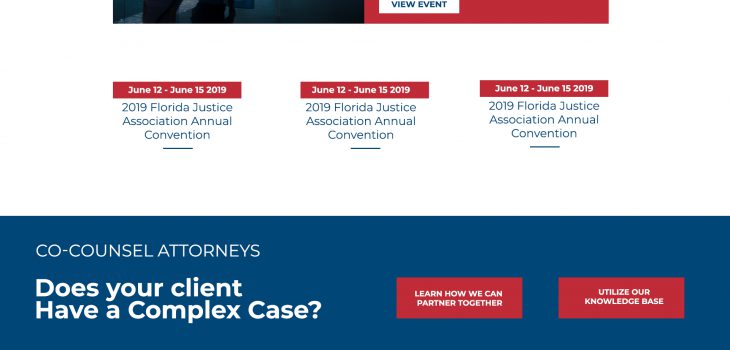 VIEW EVENT
June 12 - June 15 2019
2019 Florida Justice
Association Annual
Convention
June 12 - June 15 2019
2019 Florida Justice
Association Annual
Convention
June 12 - June 15 2019
2019 Florida Justice
Association Annual
Convention
CO-COUNSEL ATTORNEYS
Does your client
Have a Complex Case?
LEARN HOW WE CAN
PARTNER TOGETHER
UTILIZE OUR
KNOWLEDGE BASE